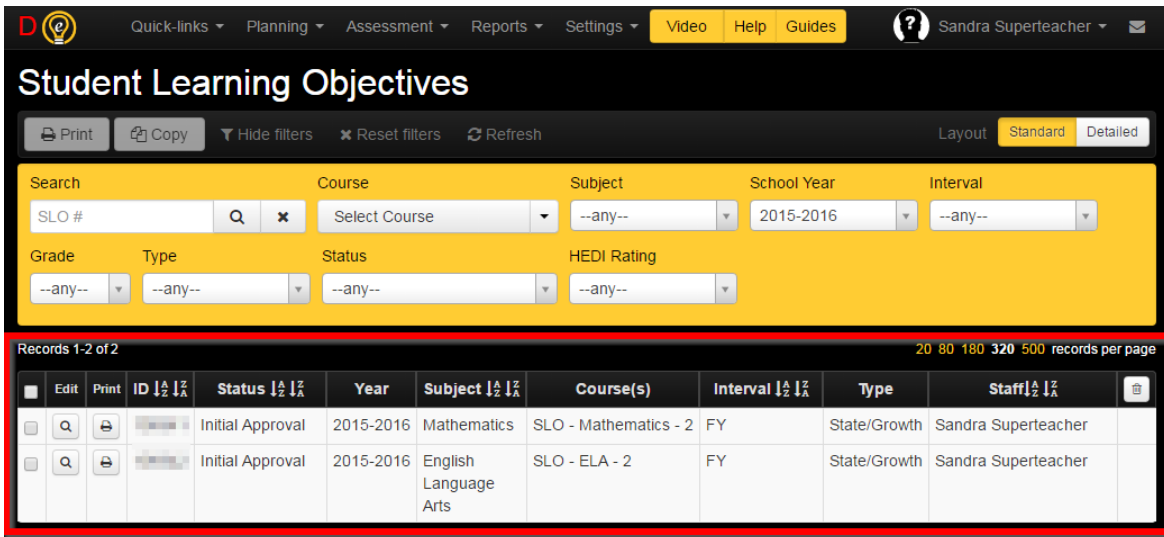 D e Quick-links Planning Assessment Reports Settings Video Help Guides ? Sandra Superteacher
Student Learning Objectives
Print Copy Hide filters Reset filters Refresh Layout Standard Detailed
Search Course Subject School Year Interval
SLO # Select Course --any-- 2015-2016 --any--
Grade Type Status HEDI Rating
--any-- --any-- --any-- --any--
Records 1-2 of 2 20 80 180 320 500 records per page
Edit Print ID Status Year Subject Course(s) Interval Type Staff
Initial Approval 2015-2016 Mathematics SLO - Mathematics - 2 FY State/Growth Sandra Superteacher
Initial Approval 2015-2016 English SLO - ELA - 2 FY State/Growth Sandra Superteacher
Language
Arts